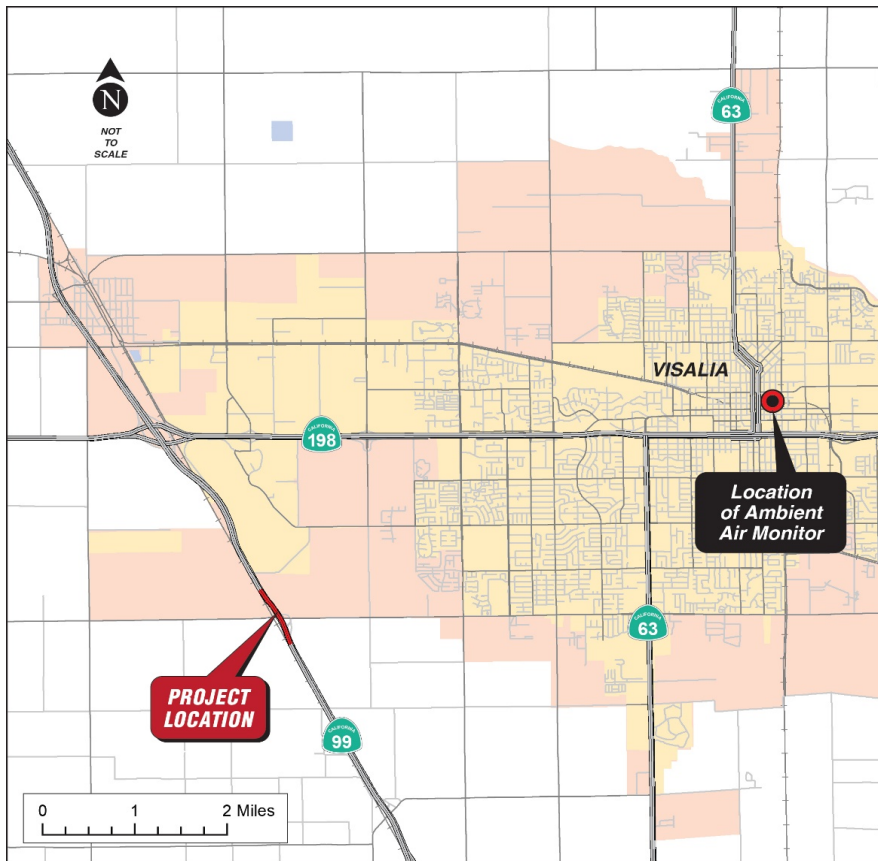 N
NOT
TO
SCALE
CALIFORNIA
63
VISALIA
CALIFORNIA
198
Location
of Ambient
Air Monitor
CALIFORNIA
63
PROJECT
LOCATION
CALIFORNIA
99
0 1 2 Miles